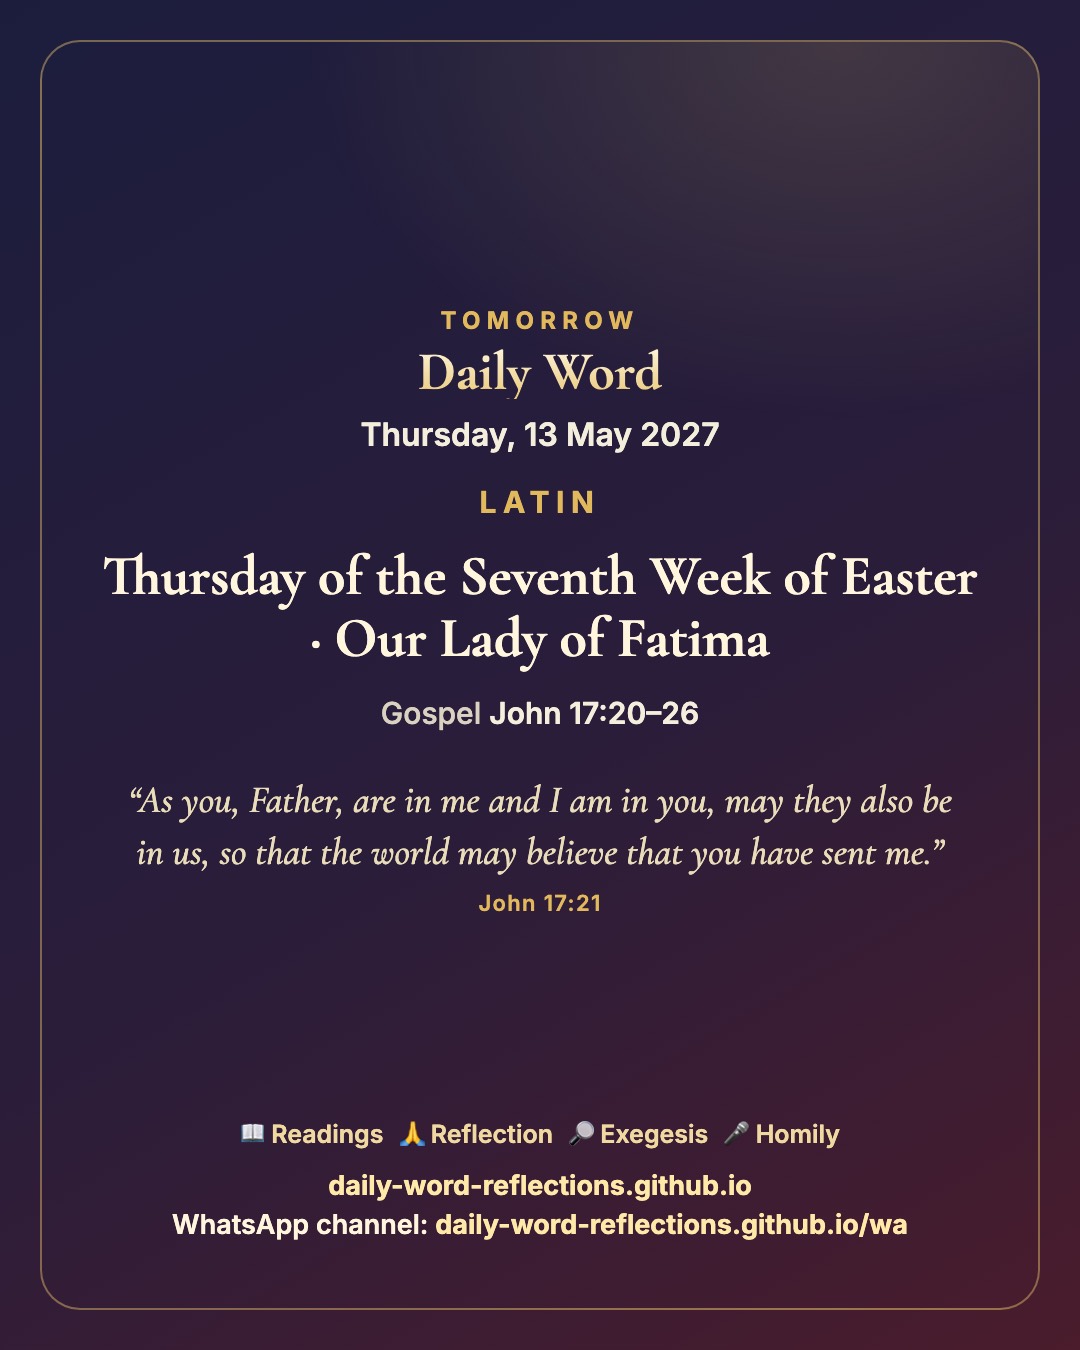 TOMORROW
Daily Word
Thursday, 13 May 2027
LATIN
Thursday of the Seventh Week of Easter
· Our Lady of Fatima
Gospel John 17:20–26
“As you, Father, are in me and I am in you, may they also be
in us, so that the world may believe that you have sent me.”
John 17:21
📖 Readings 🙏 Reflection 🔎 Exegesis 🎤 Homily
daily-word-reflections.github.io
WhatsApp channel: daily-word-reflections.github.io/wa